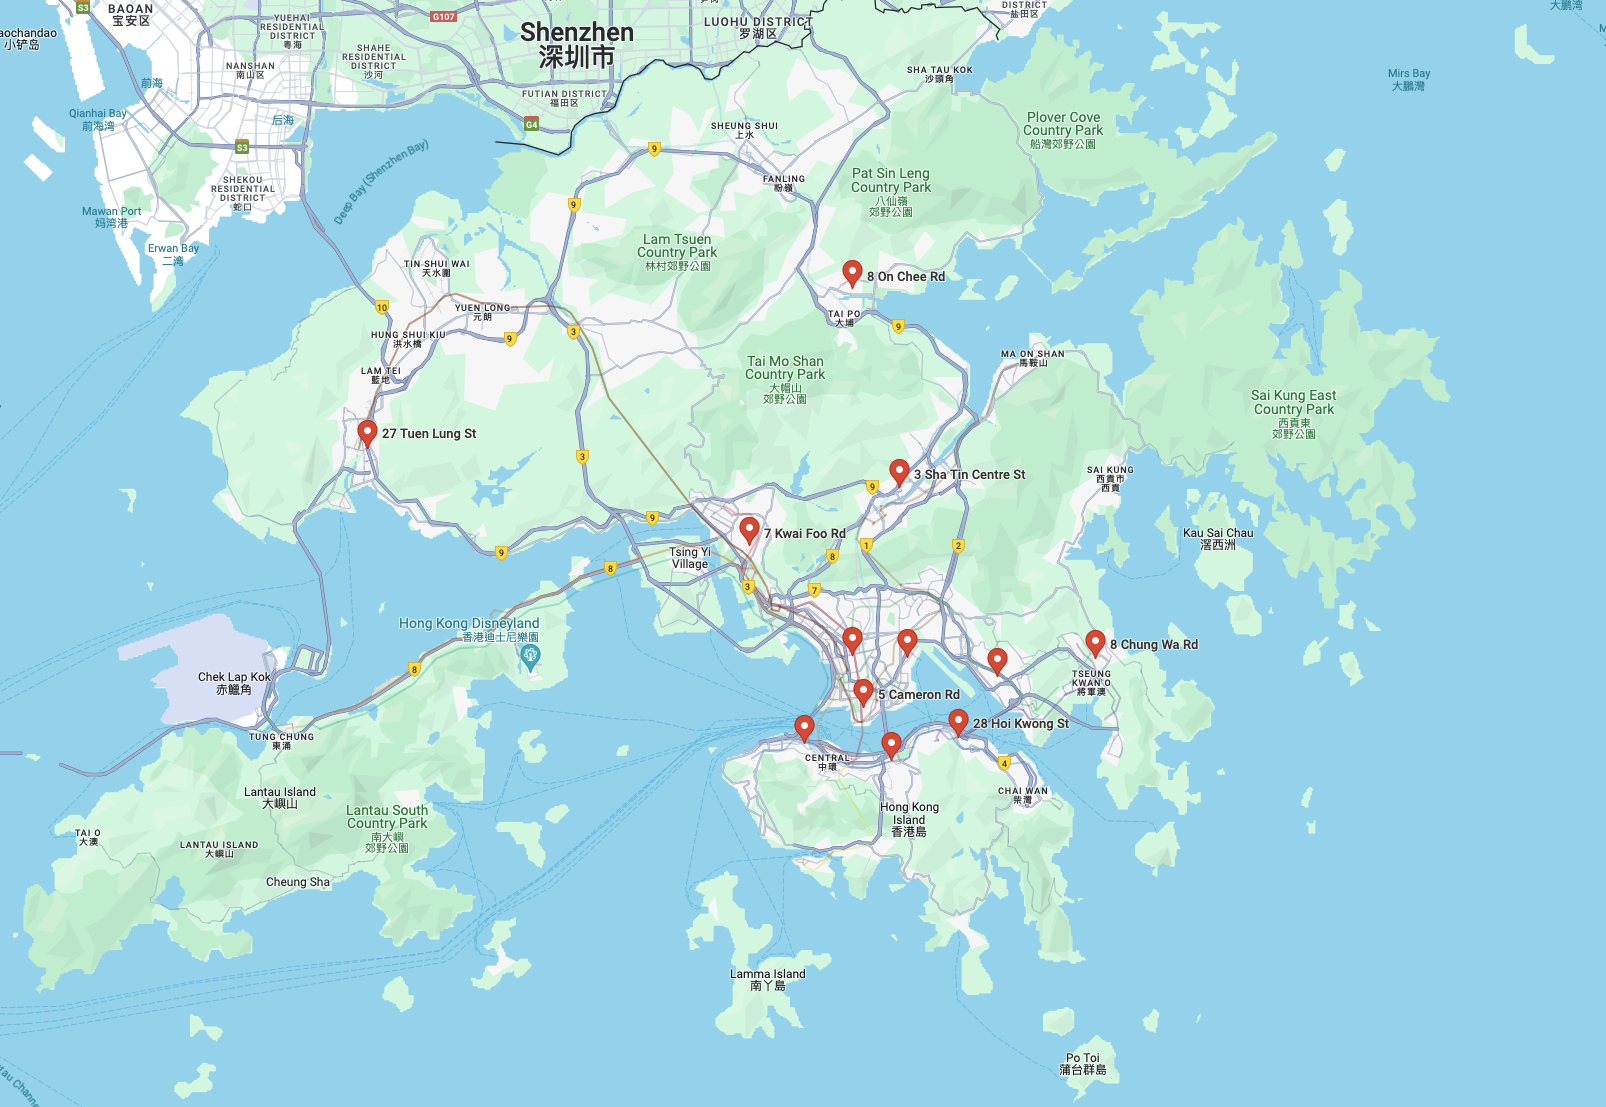 S3
BAOAN
宝安区
G107
YUEHAI
RESIDENTIAL
DISTRICT
粤海
Shenzhen
深圳市
LUOHU DISTRICT
罗湖区
DISTRICT
盐田区
大鹏湾
aochandao
小铲岛
SHAHE
RESIDENTIAL
DISTRICT
沙河
NANSHAN
南山区
前海
FUTIAN DISTRICT
福田区
SHA TAU KOK
沙頭角
Mirs Bay
大鵬灣
Qianhai Bay
前海湾
后海
G4
SHEUNG SHUI
上水
Plover Cove
Country Park
船灣郊野公園
S3
9
Deep Bay (Shenzhen Bay)
SHEKOU
RESIDENTIAL
DISTRICT
蛇口
FANLING
粉嶺
Pat Sin Leng
Country Park
八仙嶺
郊野公園
Mawan Port
妈湾港
9
Erwan Bay
二湾
Lam Tsuen
Country Park
林村郊野公園
TIN SHUI WAI
天水圍
8 On Chee Rd
10
YUEN LONG
元朗
TAI PO
大埔
9
HUNG SHUI KIU
洪水橋
9
3
MA ON SHAN
馬鞍山
LAM TEI
藍地
Tai Mo Shan
Country Park
大帽山
郊野公園
Sai Kung East
Country Park
西貢東
郊野公園
27 Tuen Lung St
3
3 Sha Tin Centre St
SAI KUNG
西貢市
西貢
9
9
7 Kwai Foo Rd
Kau Sai Chau
滘西洲
9
Tsing Yi
Village
8
1
2
8
3
7
Hong Kong Disneyland
香港迪士尼樂園
8 Chung Wa Rd
8
Chek Lap Kok
赤鱲角
TSEUNG
KWAN O
將軍澳
5 Cameron Rd
28 Hoi Kwong St
TUNG CHUNG
東涌
CENTRAL
中環
4
Lantau Island
大嶼山
CHAI WAN
柴灣
Hong Kong
Island
香港島
Lantau South
Country Park
南大嶼
郊野公園
TAI O
大澳
LANTAU ISLAND
大嶼山
Cheung Sha
Lamma Island
南丫島
Po Toi
蒲台群島
tau Channe